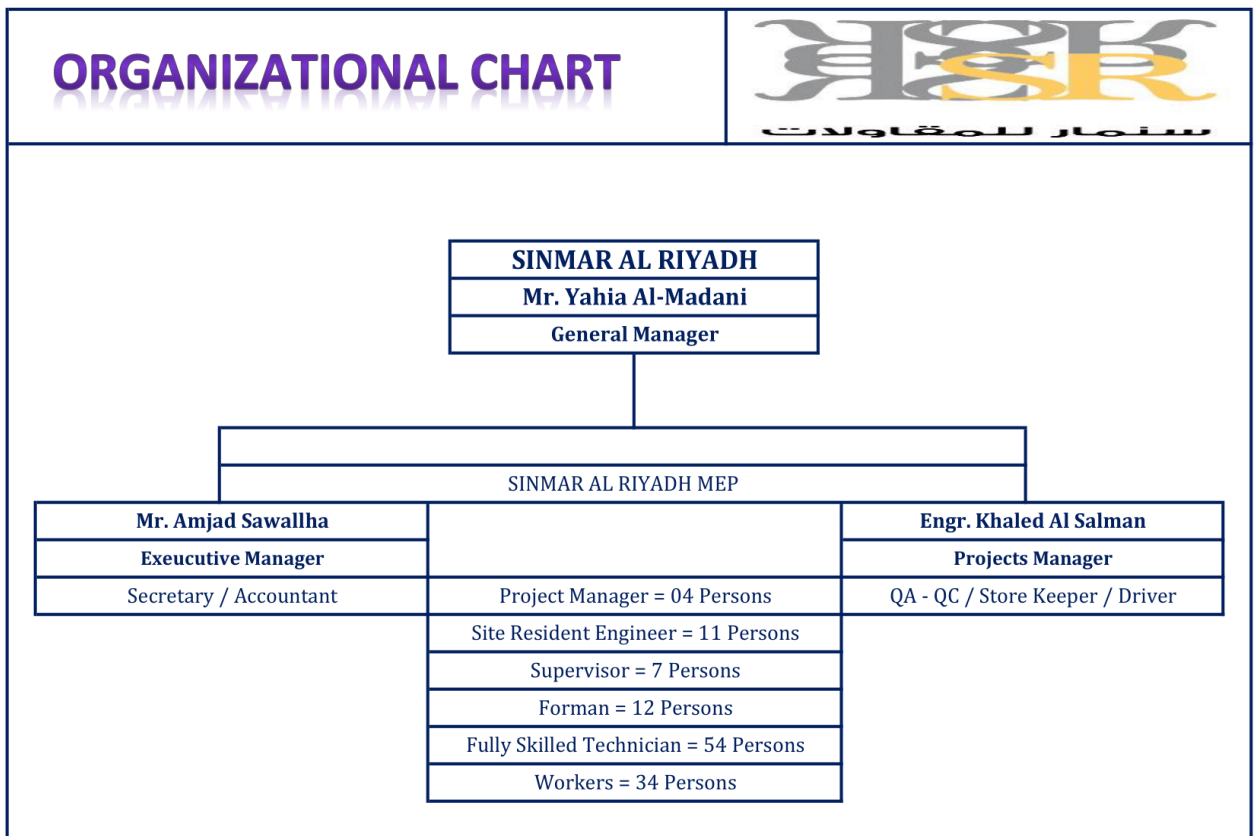 ORGANIZATIONAL CHART
SR
سنمار للمقاولات
SINMAR AL RIYADH
Mr. Yahia Al-Madani
General Manager
SINMAR AL RIYADH MEP
Mr. Amjad Sawallha
Engr. Khaled Al Salman
Exeucutive Manager
Projects Manager
Secretary / Accountant
Project Manager = 04 Persons
QA - QC / Store Keeper / Driver
Site Resident Engineer = 11 Persons
Supervisor = 7 Persons
Forman = 12 Persons
Fully Skilled Technician = 54 Persons
Workers = 34 Persons